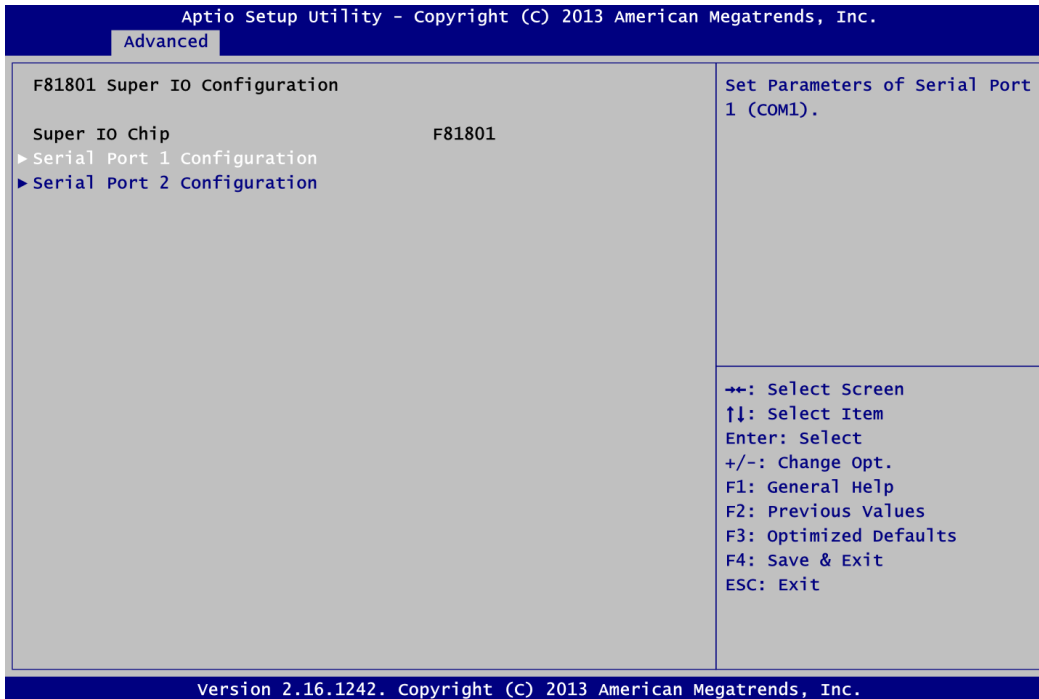 Aptio Setup Utility - Copyright (C) 2013 American Megatrends, Inc.
Advanced
F81801 Super IO Configuration
Super IO Chip F81801
►Serial Port 1 Configuration
►Serial Port 2 Configuration
Set Parameters of Serial Port
1 (COM1).
→←: Select Screen
↑↓: Select Item
Enter: Select
+/-: Change Opt.
F1: General Help
F2: Previous Values
F3: Optimized Defaults
F4: Save & Exit
ESC: Exit
Version 2.16.1242. Copyright (C) 2013 American Megatrends, Inc.